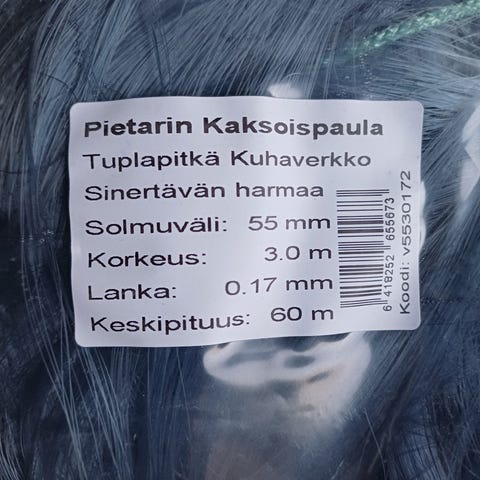 Pietarin Kaksoispaula
Tuplapitkä Kuhaverkko
Sinertävän harmaa
Solmuväli: 55 mm
Korkeus: 3.0 m
Lanka: 0.17 mm
Keskipituus: 60 m
6 418252 655673
Koodi: v5530172